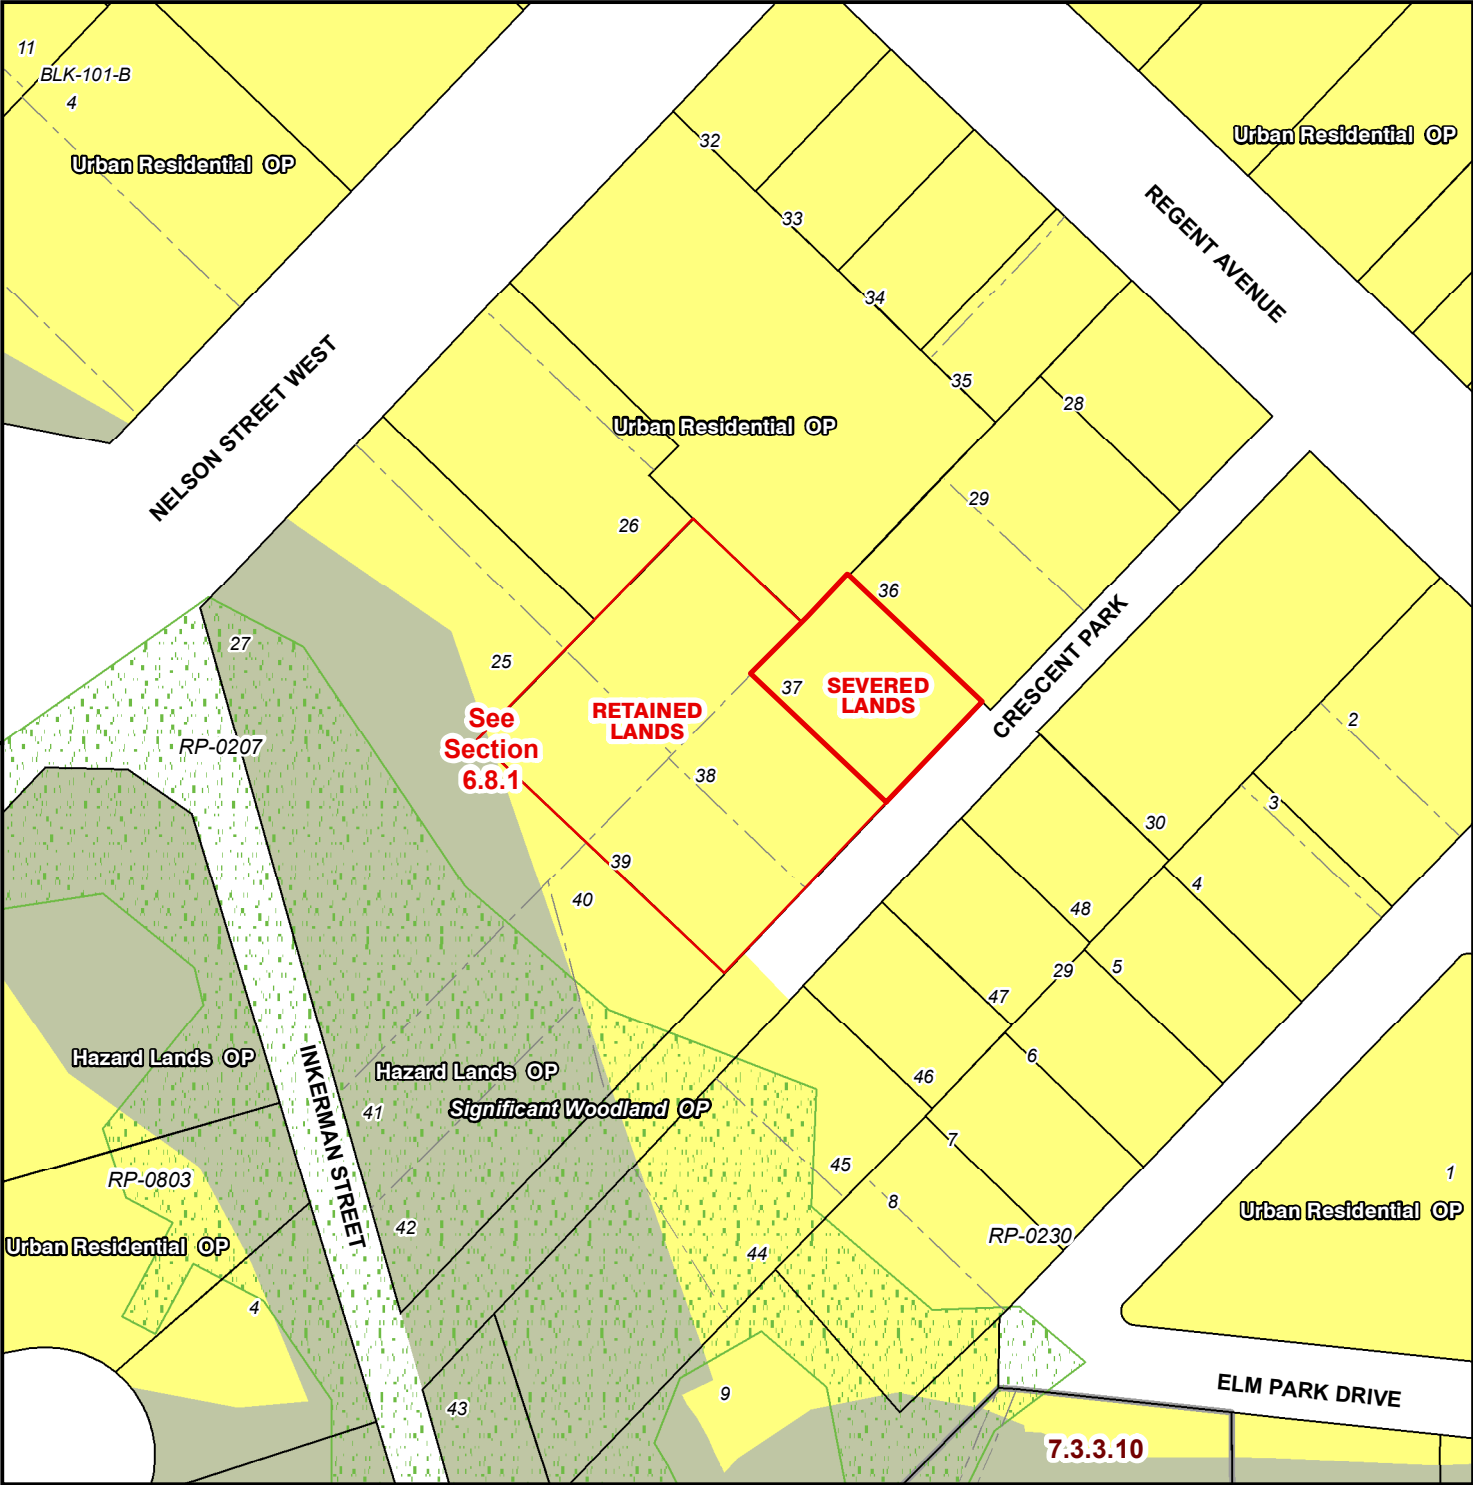 11
BLK-101-B
4
Urban Residential OP
Urban Residential OP
32
33
34
35
28
29
REGENT AVENUE
NELSON STREET WEST
Urban Residential OP
26
36
25
27
37
SEVERED
LANDS
RETAINED
LANDS
See
Section
6.8.1
38
39
40
CRESCENT PARK
RP-0207
2
3
30
4
48
5
29
47
6
46
7
45
8
44
1
RP-0230
Urban Residential OP
Hazard Lands OP
Hazard Lands OP
Significant Woodland OP
INKERMAN STREET
41
RP-0803
42
Urban Residential OP
4
43
9
ELM PARK DRIVE
7.3.3.10